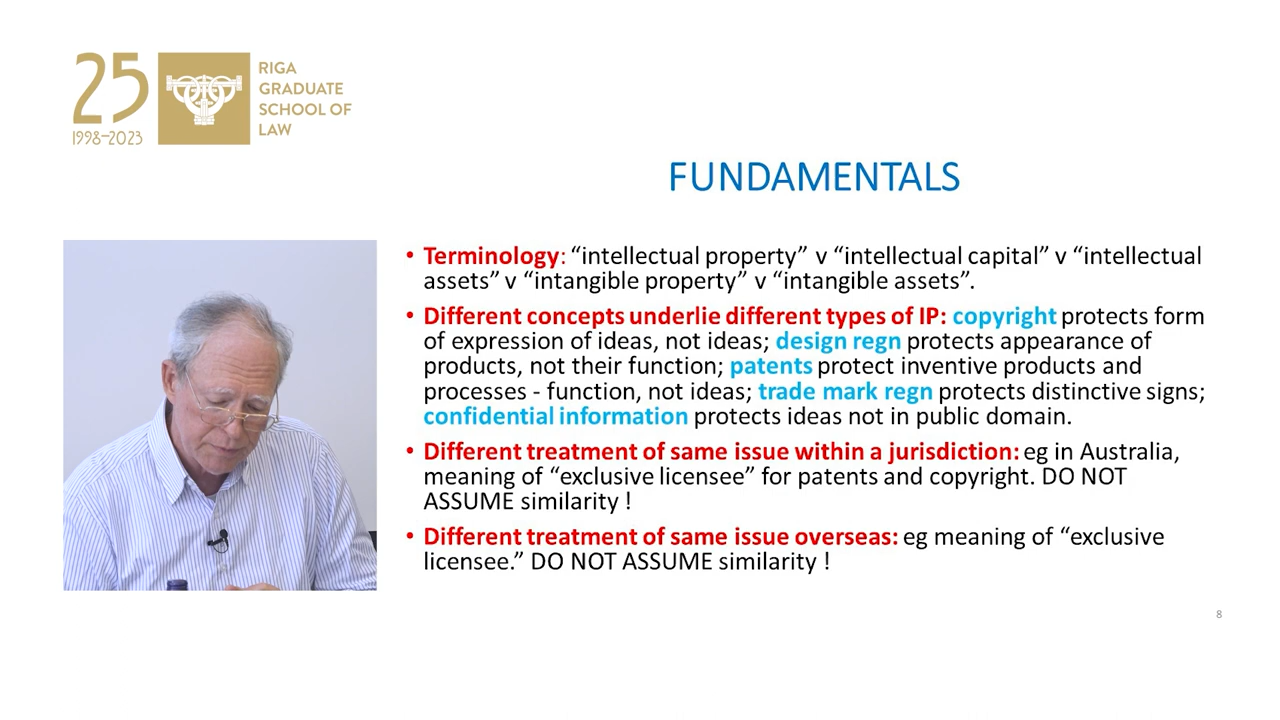 25
1998–2023
RIGA
GRADUATE
SCHOOL OF
LAW
FUNDAMENTALS
• Terminology: “intellectual property” v “intellectual capital” v “intellectual
assets” v “intangible property” v “intangible assets”.
• Different concepts underlie different types of IP: copyright protects form
of expression of ideas, not ideas; design regn protects appearance of
products, not their function; patents protect inventive products and
processes - function, not ideas; trade mark regn protects distinctive signs;
confidential information protects ideas not in public domain.
• Different treatment of same issue within a jurisdiction: eg in Australia,
meaning of “exclusive licensee” for patents and copyright. DO NOT
ASSUME similarity !
• Different treatment of same issue overseas: eg meaning of “exclusive
licensee.” DO NOT ASSUME similarity !
8